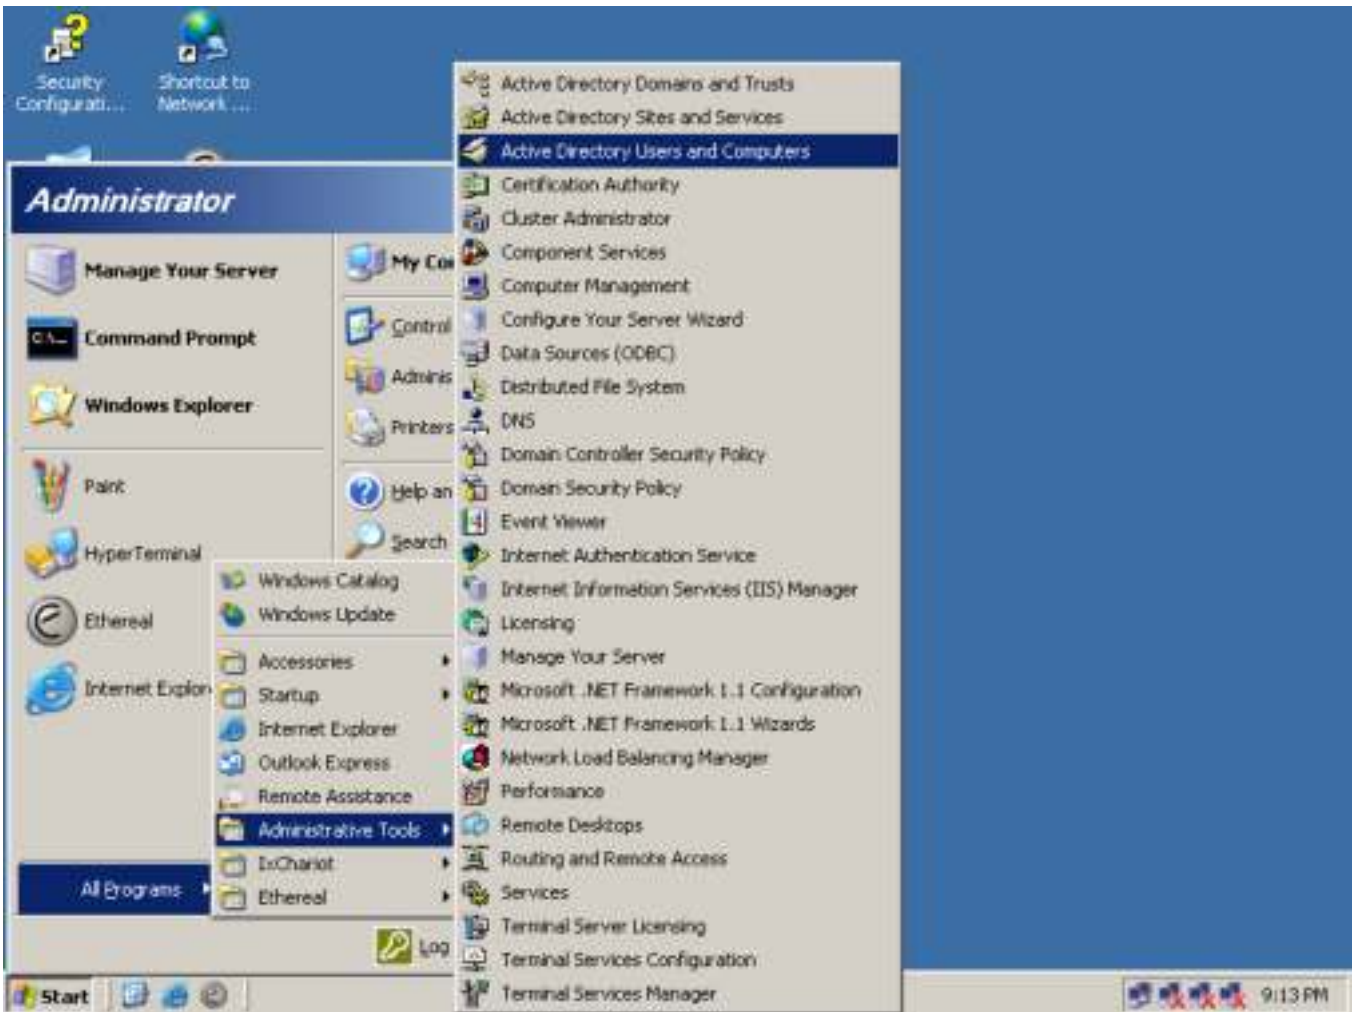 Security
Configurati...
Shortcut to
Network ...
Administrator
Manage Your Server
Command Prompt
Windows Explorer
Paint
HyperTerminal
Ethereal
Internet Explor
All Programs
My Co
Control
Adminis
Printers
Help an
Search
Log
Windows Catalog
Windows Update
Accessories
Startup
Internet Explorer
Outlook Express
Remote Assistance
Administrative Tools
IxChariot
Ethereal
Active Directory Domains and Trusts
Active Directory Sites and Services
Active Directory Users and Computers
Certification Authority
Cluster Administrator
Component Services
Computer Management
Configure Your Server Wizard
Data Sources (ODBC)
Distributed File System
DNS
Domain Controller Security Policy
Domain Security Policy
Event Viewer
Internet Authentication Service
Internet Information Services (IIS) Manager
Licensing
Manage Your Server
Microsoft .NET Framework 1.1 Configuration
Microsoft .NET Framework 1.1 Wizards
Network Load Balancing Manager
Performance
Remote Desktops
Routing and Remote Access
Services
Terminal Server Licensing
Terminal Services Configuration
Terminal Services Manager
Start
9:13 PM